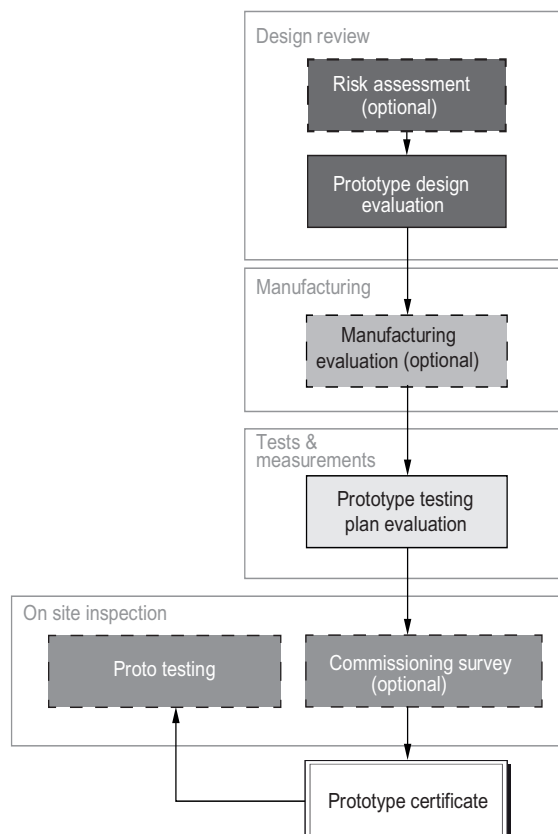 Design review
Risk assessment
(optional)
Prototype design
evaluation
Manufacturing
Manufacturing
evaluation (optional)
Tests &
measurements
Prototype testing
plan evaluation
On site inspection
Proto testing
Commissioning survey
(optional)
Prototype certificate